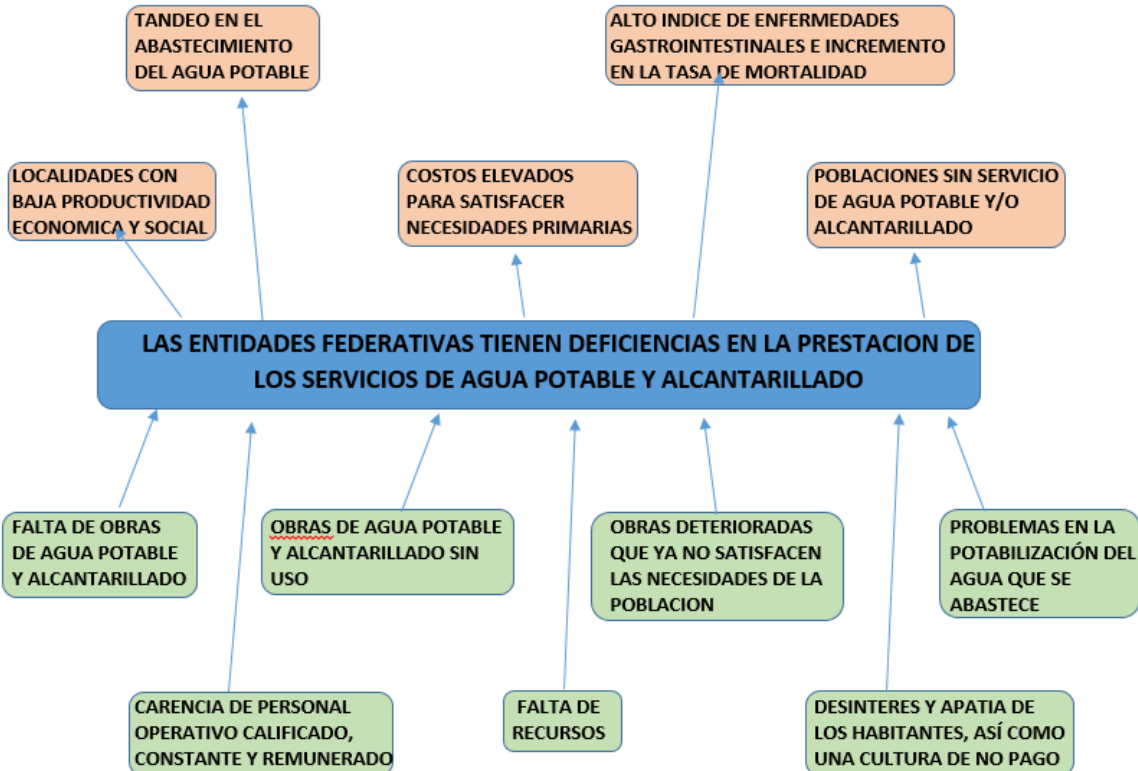 TANDEO EN EL
ABASTECIMIENTO
DEL AGUA POTABLE
ALTO INDICE DE ENFERMEDADES
GASTROINTESTINALES E INCREMENTO
EN LA TASA DE MORTALIDAD
LOCALIDADES CON
BAJA PRODUCTIVIDAD
ECONOMICA Y SOCIAL
COSTOS ELEVADOS
PARA SATISFACER
NECESIDADES PRIMARIAS
POBLACIONES SIN SERVICIO
DE AGUA POTABLE Y/O
ALCANTARILLADO
LAS ENTIDADES FEDERATIVAS TIENEN DEFICIENCIAS EN LA PRESTACION DE
LOS SERVICIOS DE AGUA POTABLE Y ALCANTARILLADO
FALTA DE OBRAS
DE AGUA POTABLE
Y ALCANTARILLADO
OBRAS DE AGUA POTABLE
Y ALCANTARILLADO SIN
USO
OBRAS DETERIORADAS
QUE YA NO SATISFACEN
LAS NECESIDADES DE LA
POBLACION
PROBLEMAS EN LA
POTABILIZACIÓN DEL
AGUA QUE SE
ABASTECE
CARENCIA DE PERSONAL
OPERATIVO CALIFICADO,
CONSTANTE Y REMUNERADO
FALTA DE
RECURSOS
DESINTERES Y APATIA DE
LOS HABITANTES, ASÍ COMO
UNA CULTURA DE NO PAGO